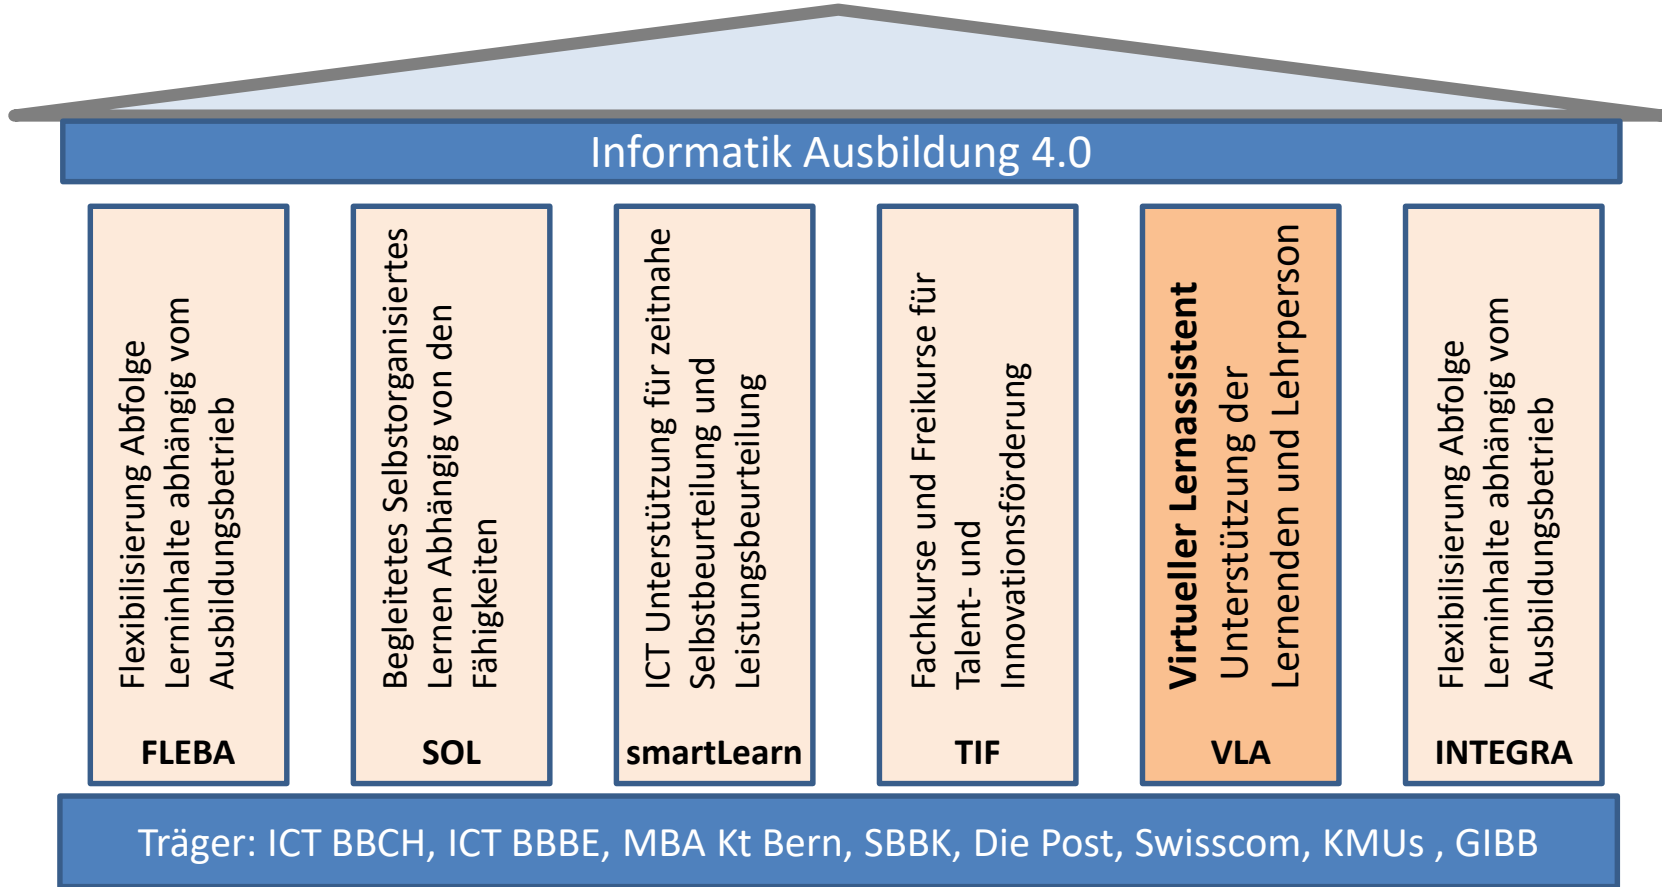 Informatik Ausbildung 4.0
Flexibilisierung Abfolge
Lerninhalte abhängig vom
Ausbildungsbetrieb
FLEBA
Begleitetes Selbstorganisiertes
Lernen Abhängig von den
Fähigkeiten
SOL
ICT Unterstützung für zeitnahe
Selbstbeurteilung und
Leistungsbeurteilung
smartLearn
Fachkurse und Freikurse für
Talent- und
Innovationsförderung
TIF
Virtueller Lernassistent
Unterstützung der
Lernenden und Lehrperson
VLA
Flexibilisierung Abfolge
Lerninhalte abhängig vom
Ausbildungsbetrieb
INTEGRA
Träger: ICT BBCH, ICT BBBE, MBA Kt Bern, SBBK, Die Post, Swisscom, KMUs , GIBB